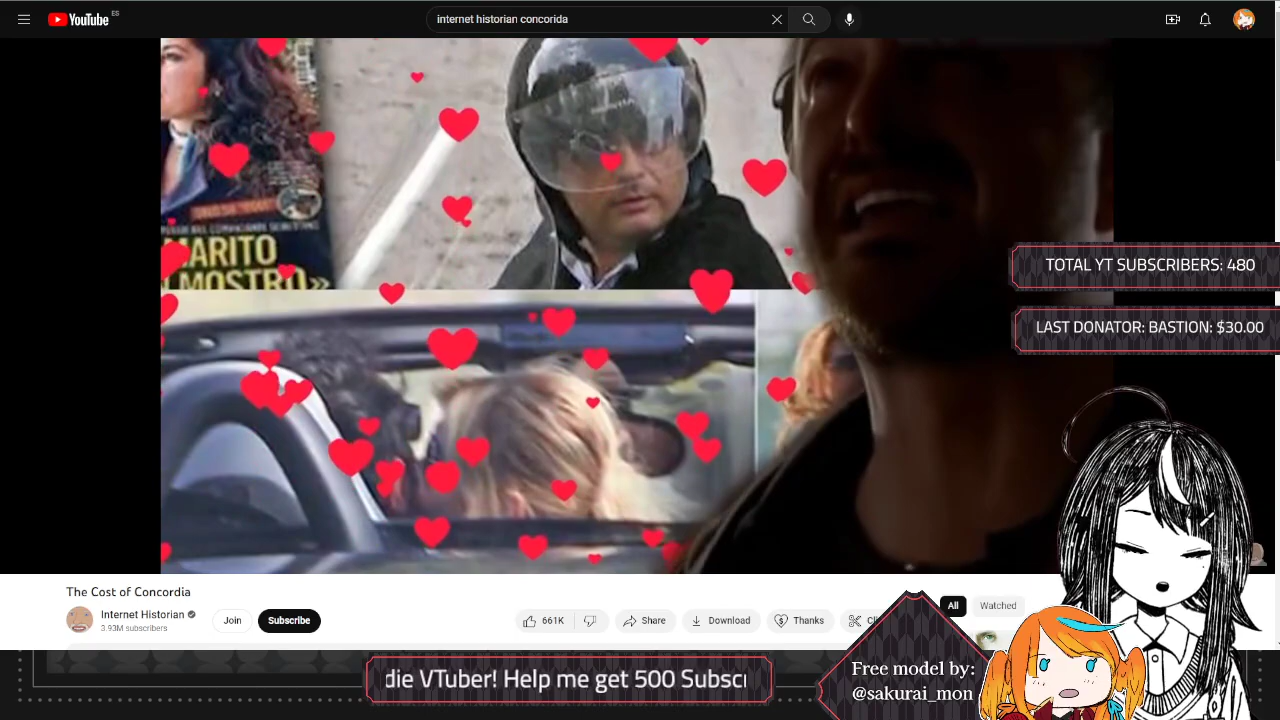 YouTube ES
internet historian concorida
MARITO
MOSTRO»
TOTAL YT SUBSCRIBERS: 480
LAST DONATOR: BASTION: $30.00
The Cost of Concordia
Internet Historian
3.93M subscribers
Join
Subscribe
661K
Share
Download
Thanks
All
Watched
die VTuber! Help me get 500 Subsc
Free model by:
@sakurai_mon